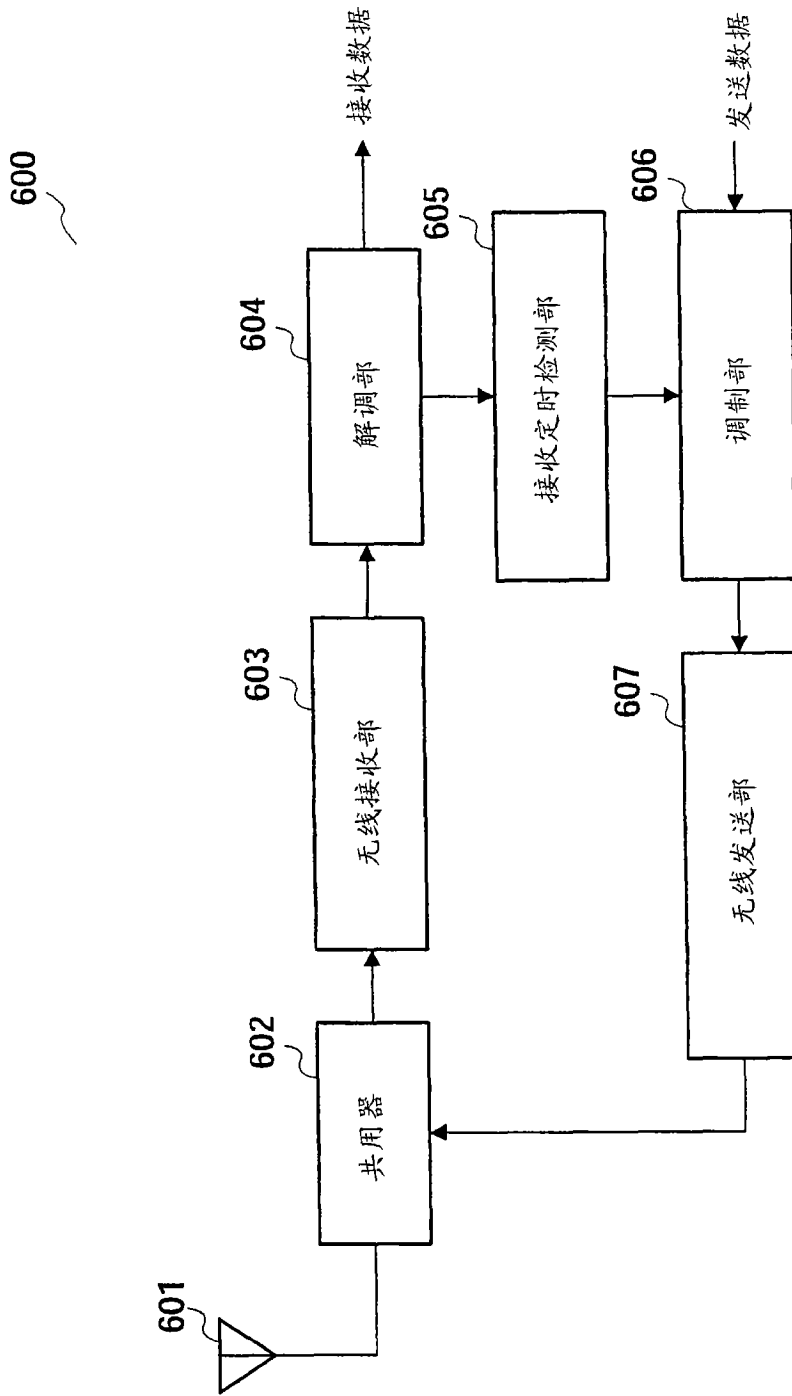 600
601
602
共用器
603
无线接收部
604
解调部
接收数据
605
接收定时检测部
606
调制部
发送数据
607
无线发送部